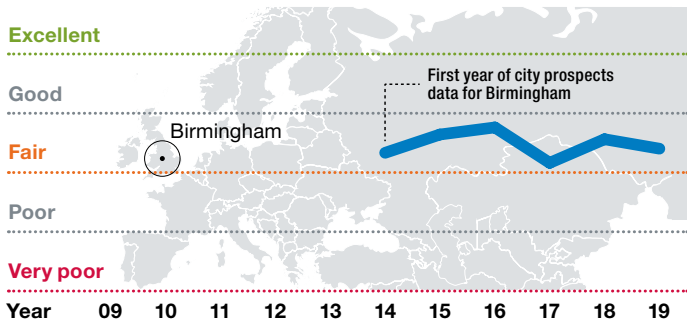 Excellent
Good
First year of city prospects
data for Birmingham
Birmingham
Fair
Poor
Very poor
Year 09 10 11 12 13 14 15 16 17 18 19